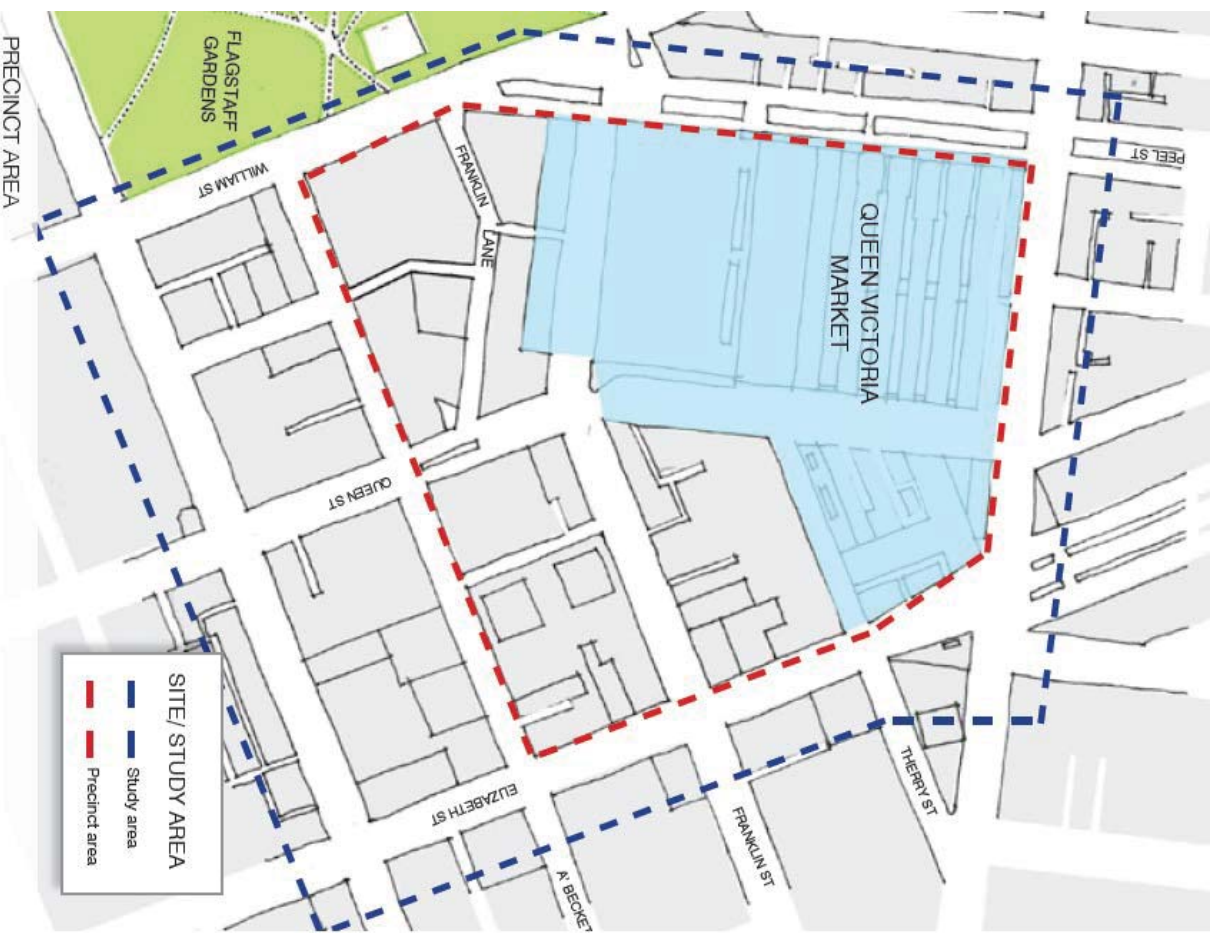 PRECINCT AREA
FLAGSTAFF
GARDENS
WILLIAM ST
FRANKLIN
LANE
PEEL ST
QUEEN VICTORIA
MARKET
QUEEN ST
ELIZABETH ST
A' BECKET
FRANKLIN ST
THERRY ST
SITE/ STUDY AREA
Study area
Precinct area